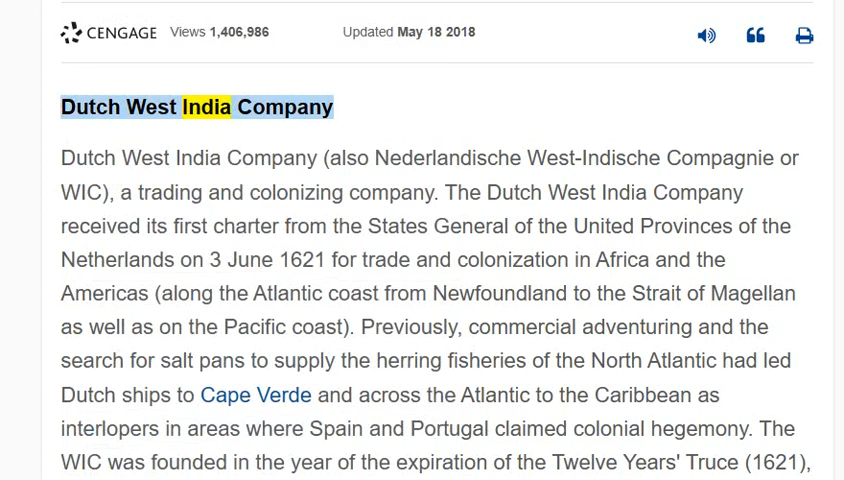 CENGAGE Views 1,406,986 Updated May 18 2018
Dutch West India Company
Dutch West India Company (also Nederlandische West-Indische Compagnie or
WIC), a trading and colonizing company. The Dutch West India Company
received its first charter from the States General of the United Provinces of the
Netherlands on 3 June 1621 for trade and colonization in Africa and the
Americas (along the Atlantic coast from Newfoundland to the Strait of Magellan
as well as on the Pacific coast). Previously, commercial adventuring and the
search for salt pans to supply the herring fisheries of the North Atlantic had led
Dutch ships to Cape Verde and across the Atlantic to the Caribbean as
interlopers in areas where Spain and Portugal claimed colonial hegemony. The
WIC was founded in the year of the expiration of the Twelve Years' Truce (1621),